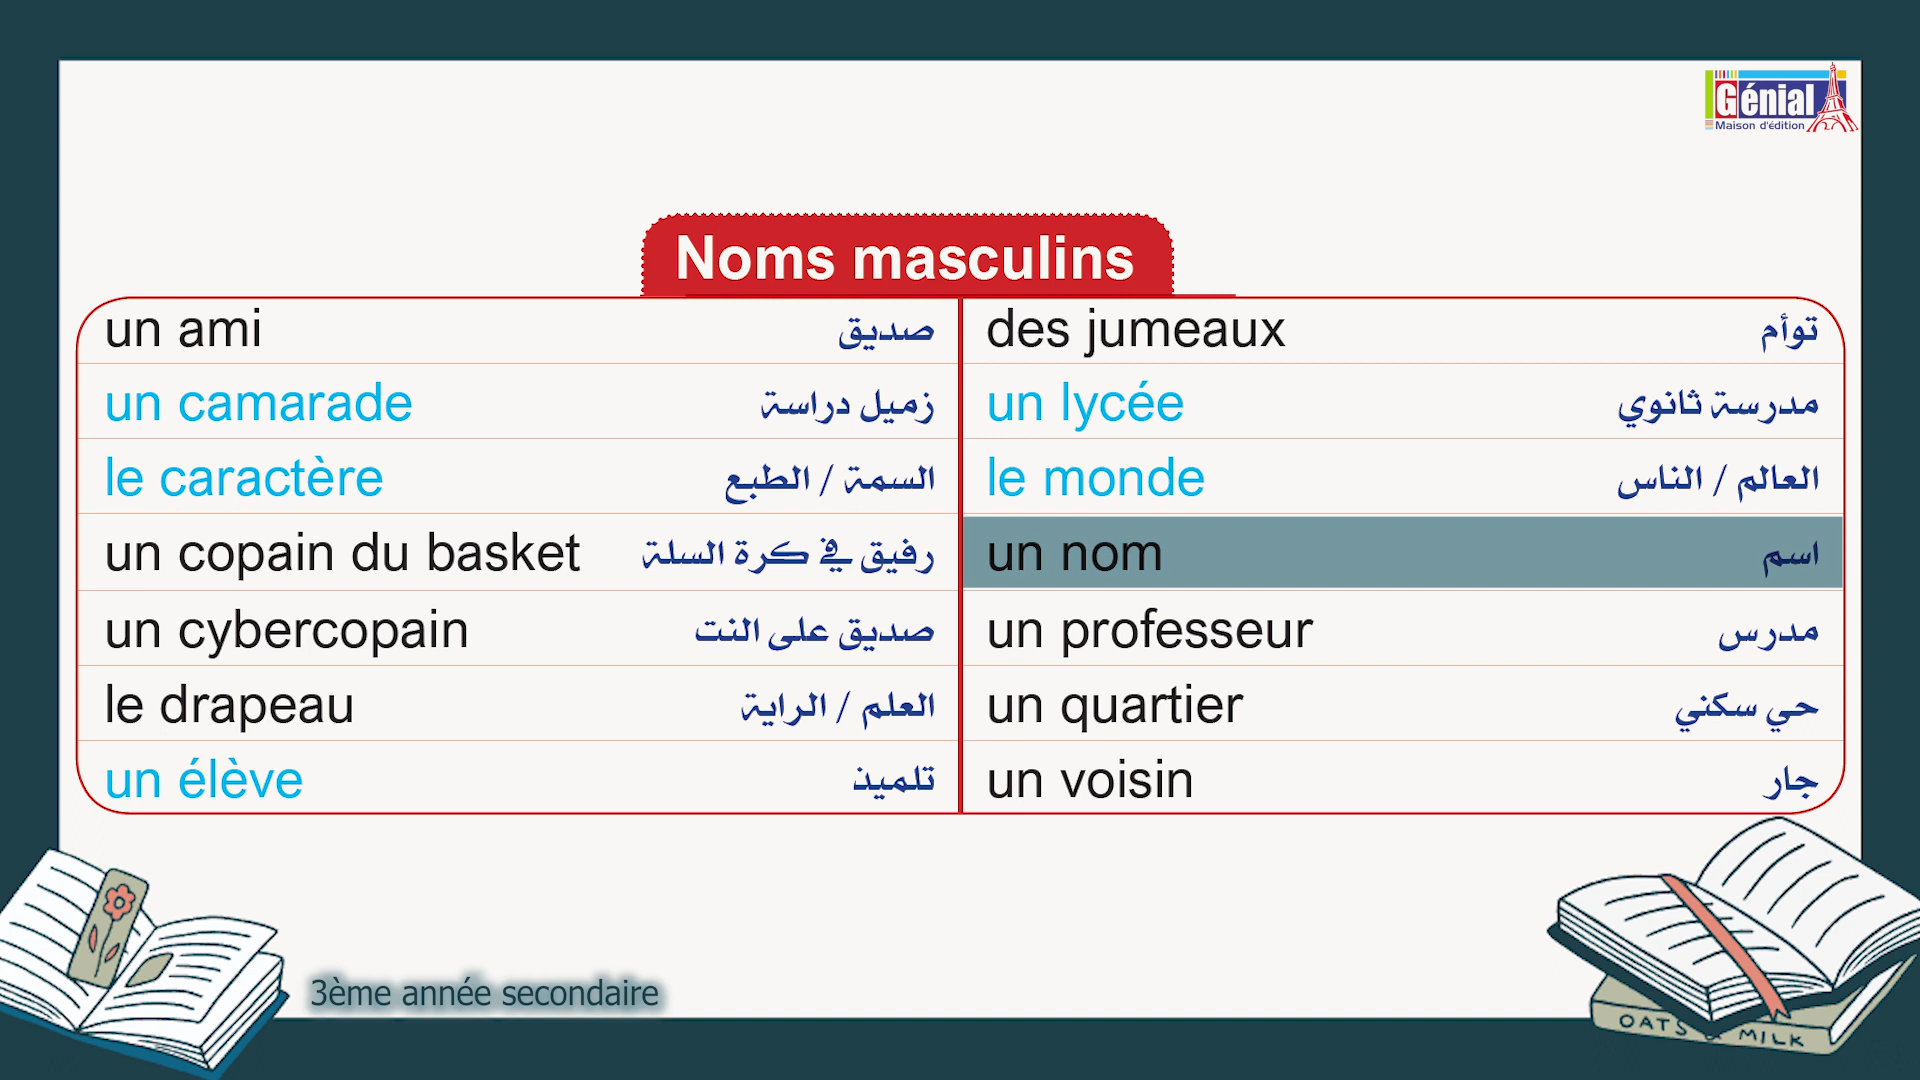 Génial
Maison d'édition
Noms masculins
un ami صديق
un camarade زميل دراسة
le caractère السمة / الطبع
un copain du basket رفيق في كرة السلة
un cybercopain صديق على النت
le drapeau العلم / الراية
un élève تلميذ
des jumeaux توأم
un lycée مدرسة ثانوي
le monde العالم / الناس
un nom اسم
un professeur مدرس
un quartier حي سكني
un voisin جار
3ème année secondaire
OATS & MILK